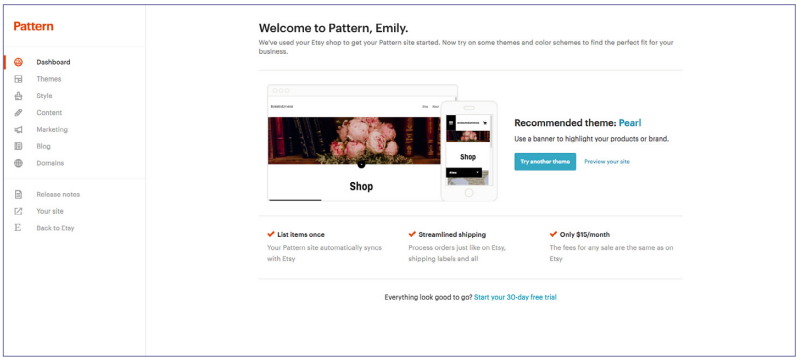 Pattern
Dashboard
Themes
Style
Content
Marketing
Blog
Domains
Release notes
Your site
Back to Etsy
Welcome to Pattern, Emily.
We've used your Etsy shop to get your Pattern site started. Now try on some themes and color schemes to find the perfect fit for your
business.
Shop
Shop
Recommended theme: Pearl
Use a banner to highlight your products or brand.
Try another theme
Preview your site
List items once
Your Pattern site automatically syncs
with Etsy
Streamlined shipping
Process orders just like on Etsy,
shipping labels and all
Only $15/month
The fees for any sale are the same as on
Etsy
Everything look good to go? Start your 30-day free trial